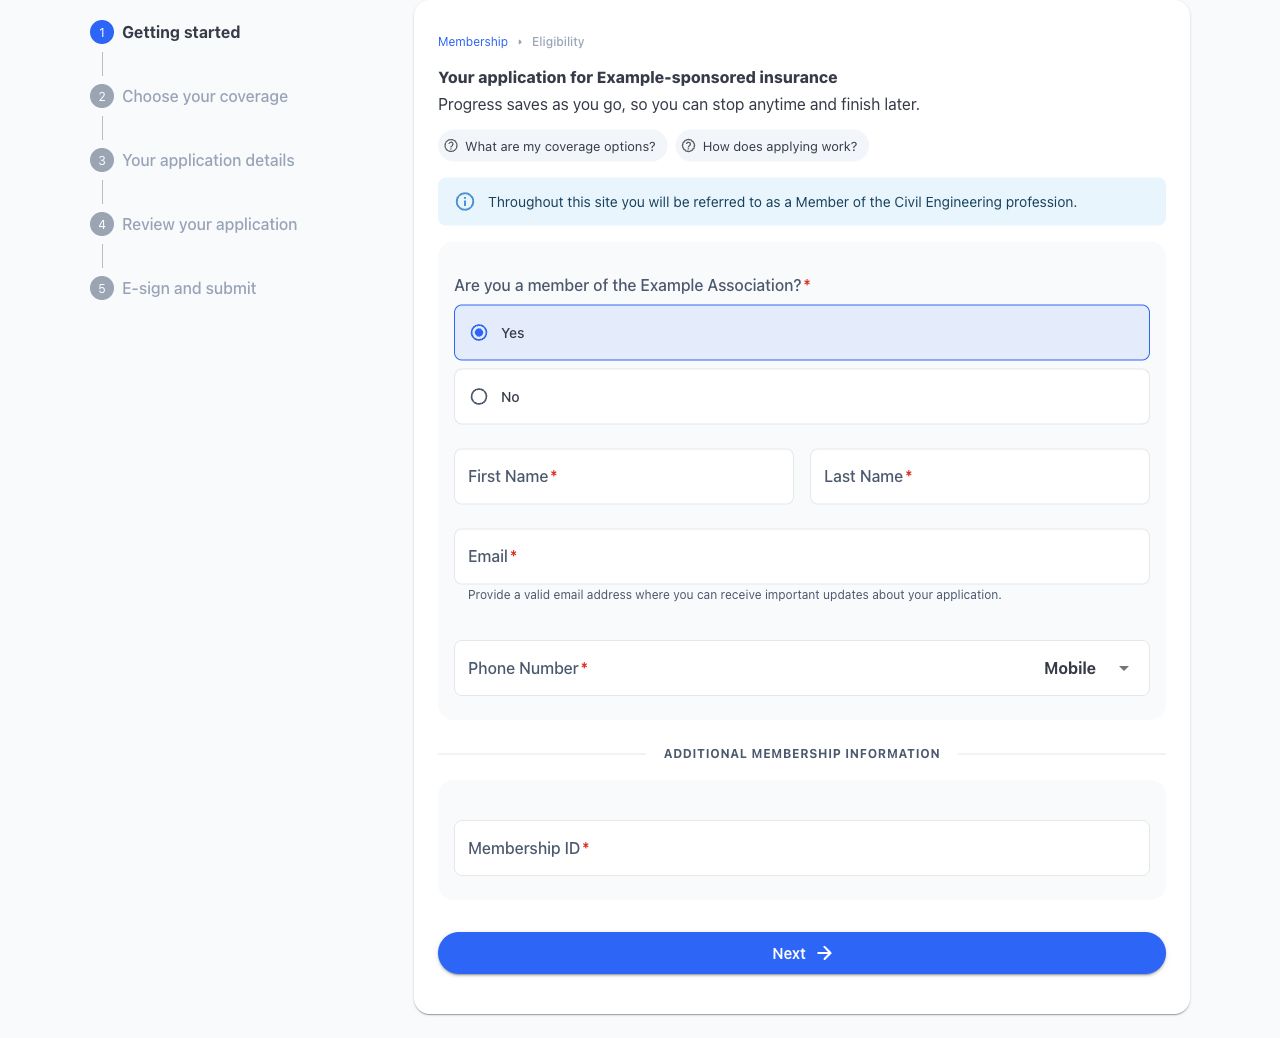 1 Getting started
2 Choose your coverage
3 Your application details
4 Review your application
5 E-sign and submit
Membership › Eligibility
Your application for Example-sponsored insurance
Progress saves as you go, so you can stop anytime and finish later.
What are my coverage options? How does applying work?
Throughout this site you will be referred to as a Member of the Civil Engineering profession.
Are you a member of the Example Association?*
Yes
No
First Name* Last Name*
Email*
Provide a valid email address where you can receive important updates about your application.
Phone Number* Mobile
ADDITIONAL MEMBERSHIP INFORMATION
Membership ID*
Next →